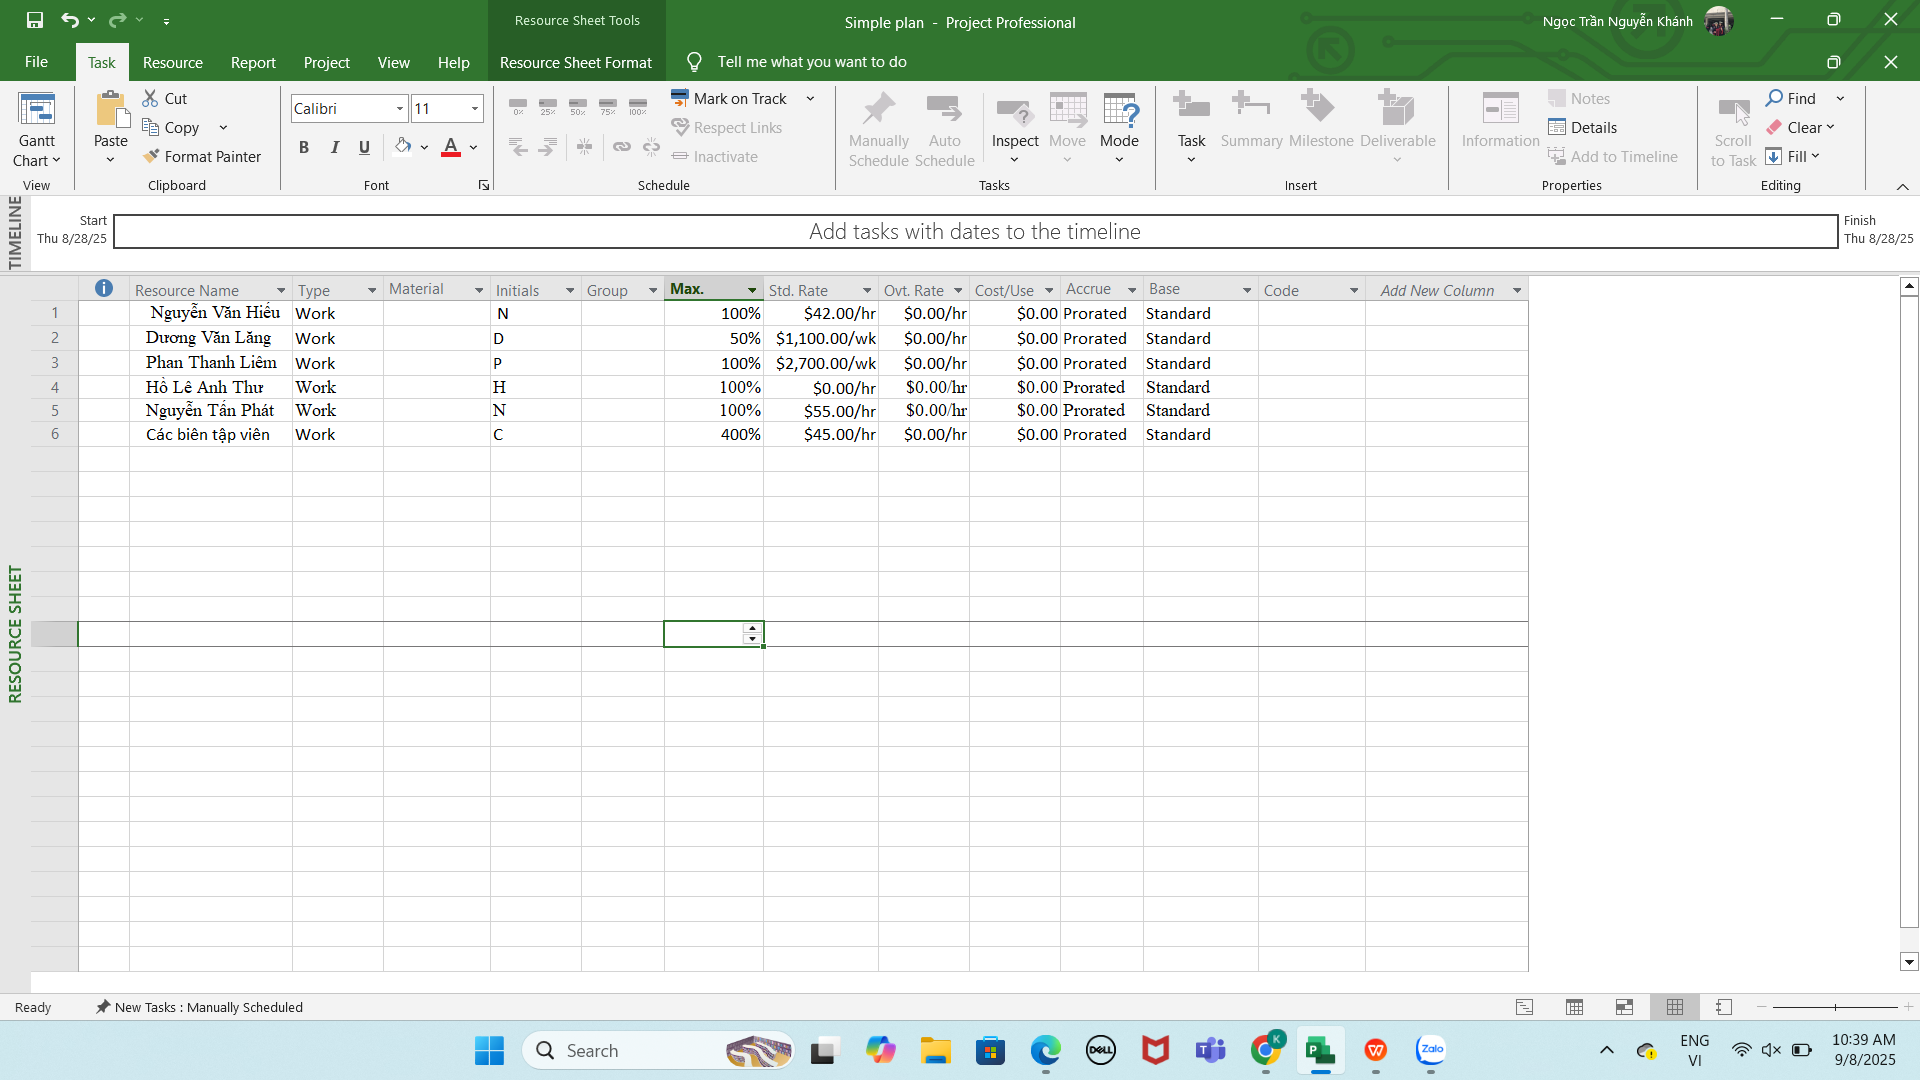 Resource Sheet Tools
Simple plan - Project Professional
Ngọc Trần Nguyễn Khánh
File Task Resource Report Project View Help Resource Sheet Format Tell me what you want to do
Gantt Chart
View
Paste
Cut
Copy
Format Painter
Clipboard
Calibri 11
B I U A
Font
0% 25% 50% 75% 100%
Mark on Track
Respect Links
Inactivate
Schedule
Manually Schedule
Auto Schedule
Inspect
Move
Mode
Tasks
Task
Summary
Milestone
Deliverable
Insert
Information
Notes
Details
Add to Timeline
Properties
Scroll to Task
Find
Clear
Fill
Editing
TIMELINE
Start
Thu 8/28/25
Add tasks with dates to the timeline
Finish
Thu 8/28/25
Resource Name Type Material Initials Group Max. Std. Rate Ovt. Rate Cost/Use Accrue Base Code Add New Column
1 Nguyễn Văn Hiếu Work N 100% $42.00/hr $0.00/hr $0.00 Prorated Standard
2 Dương Văn Lăng Work D 50% $1,100.00/wk $0.00/hr $0.00 Prorated Standard
3 Phan Thanh Liêm Work P 100% $2,700.00/wk $0.00/hr $0.00 Prorated Standard
4 Hồ Lê Anh Thư Work H 100% $0.00/hr $0.00/hr $0.00 Prorated Standard
5 Nguyễn Tấn Phát Work N 100% $55.00/hr $0.00/hr $0.00 Prorated Standard
6 Các biên tập viên Work C 400% $45.00/hr $0.00/hr $0.00 Prorated Standard
RESOURCE SHEET
Ready New Tasks : Manually Scheduled
Search
DELL
Zalo
K
ENG
VI
10:39 AM
9/8/2025